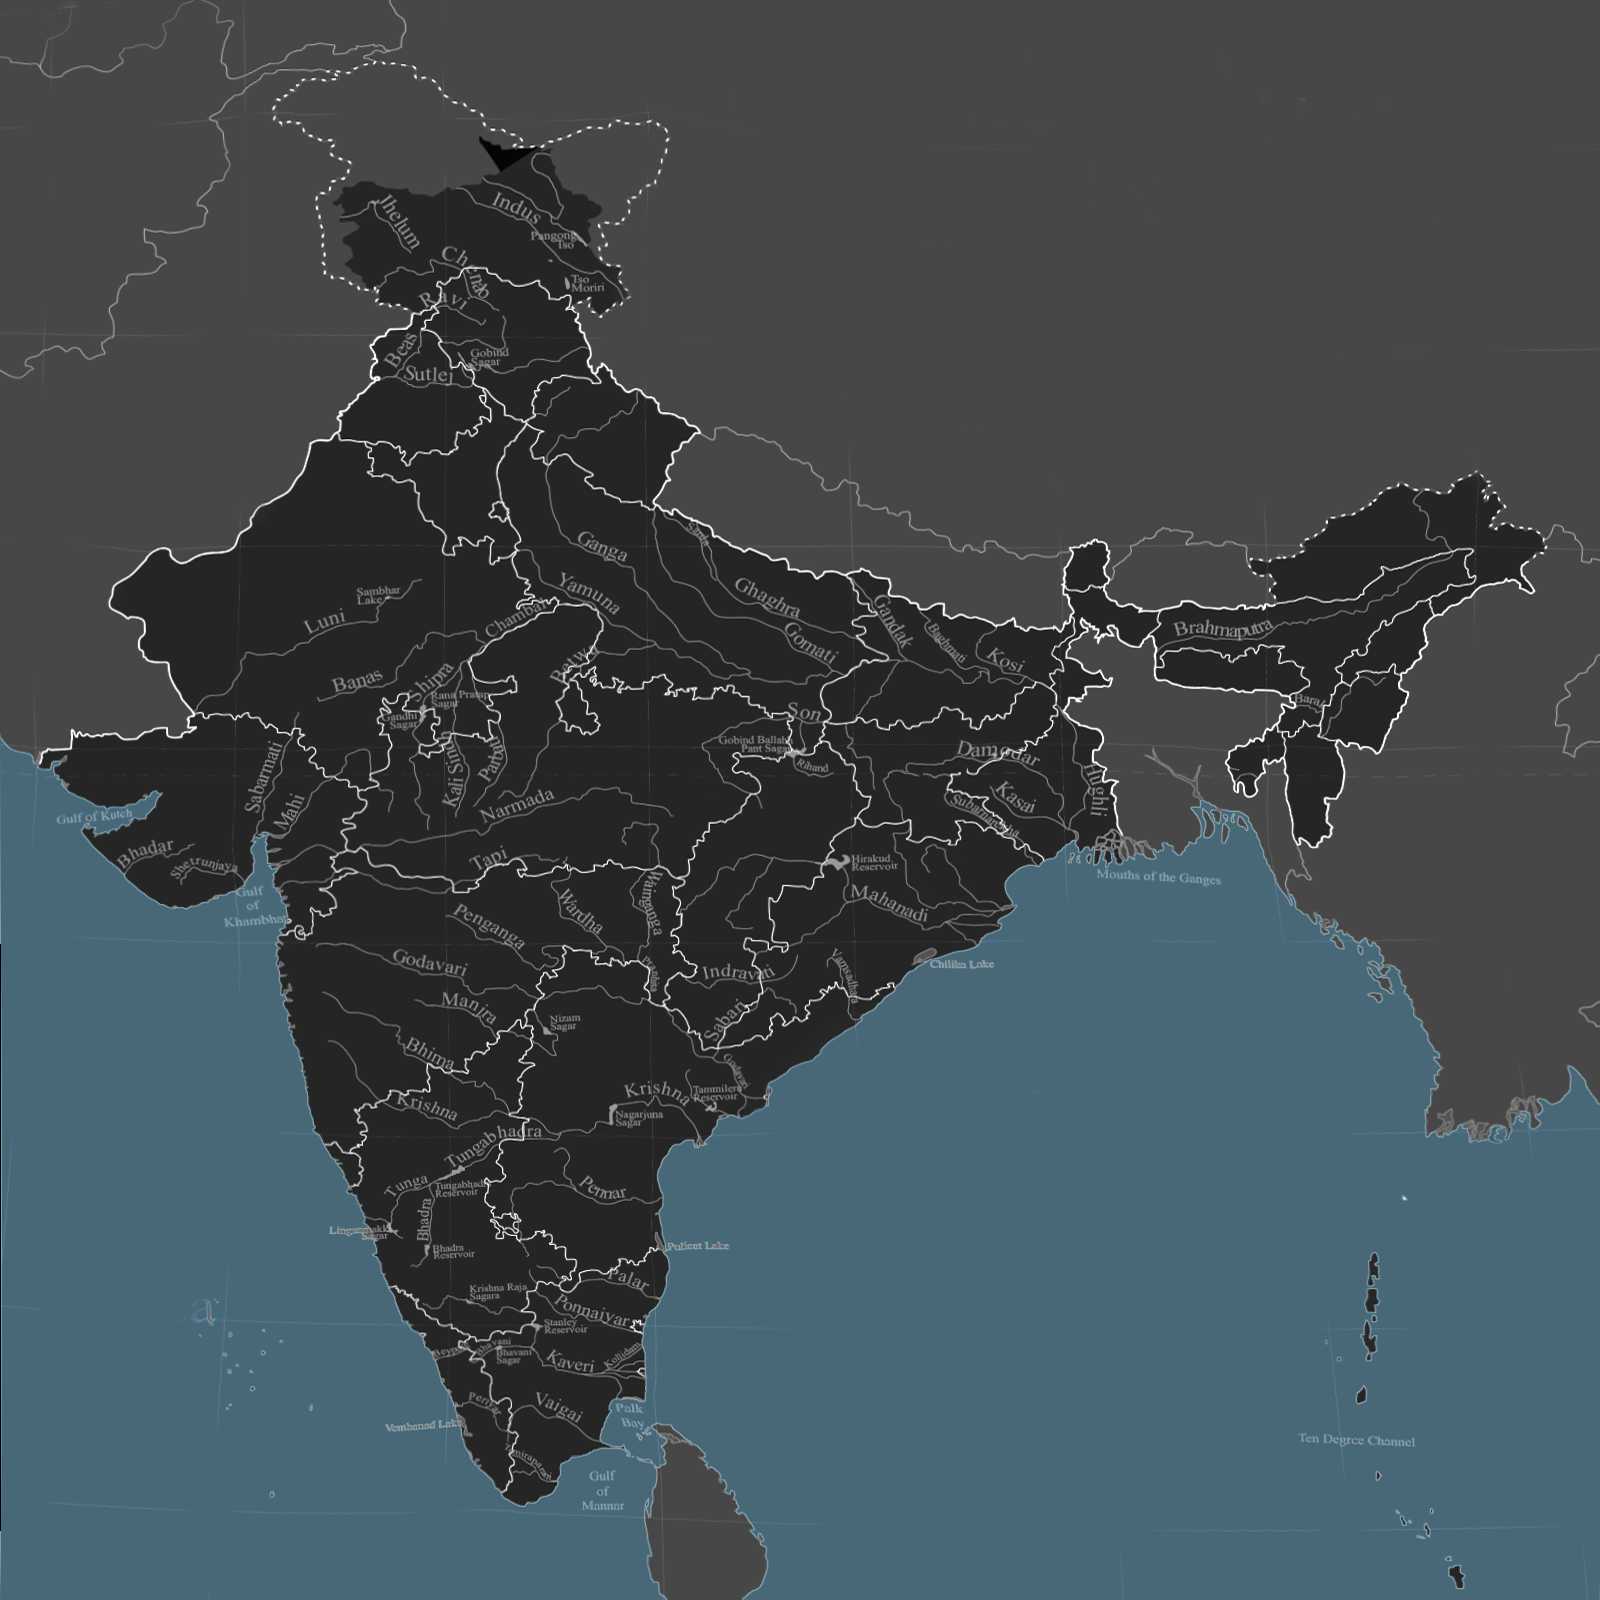 Jhelum
Indus
Pangong
Tso
Chenab
Tso
Moriri
Ravi
Beas
Gobind
Sagar
Sutlej
Ganga
Sarda
Yamuna
Ghaghra
Sambhar
Lake
Luni
Chambal
Gandak
Baghmati
Kosi
Gomati
Brahmaputra
Banas
Shipra
Betwa
Rana Pratap
Sagar
Gandhi
Sagar
Barak
Son
Gobind Ballabh
Pant Sagar
Rihand
Damodar
Sabarmati
Mahi
Kali Sindh
Parbati
Hughli
Narmada
Kasai
Subarnarekha
Gulf of Kutch
Bhadar
Shetrunjaya
Tapi
Hirakud
Reservoir
Mouths of the Ganges
Gulf
of
Khambhat
Wardha
Wainganga
Mahanadi
Penganga
Godavari
Pranhita
Indravati
Vamsadhara
Chilika Lake
Manjra
Nizam
Sagar
Sabari
Bhima
Godavari
Krishna
Krishna
Tammileru
Reservoir
Nagarjuna
Sagar
Tungabhadra
Tunga
Tungabhadra
Reservoir
Pennar
Bhadra
Linganmakki
Sagar
Bhadra
Reservoir
Pulicat Lake
Palar
Krishna Raja
Sagara
Ponnaiyar
Stanley
Reservoir
Beypore
Bhavani
Bhavani
Sagar
Kaveri
Kollidam
Periyar
Vaigai
Palk
Bay
Vembanad Lake
Tamiraparani
Gulf
of
Mannar
Ten Degree Channel
a